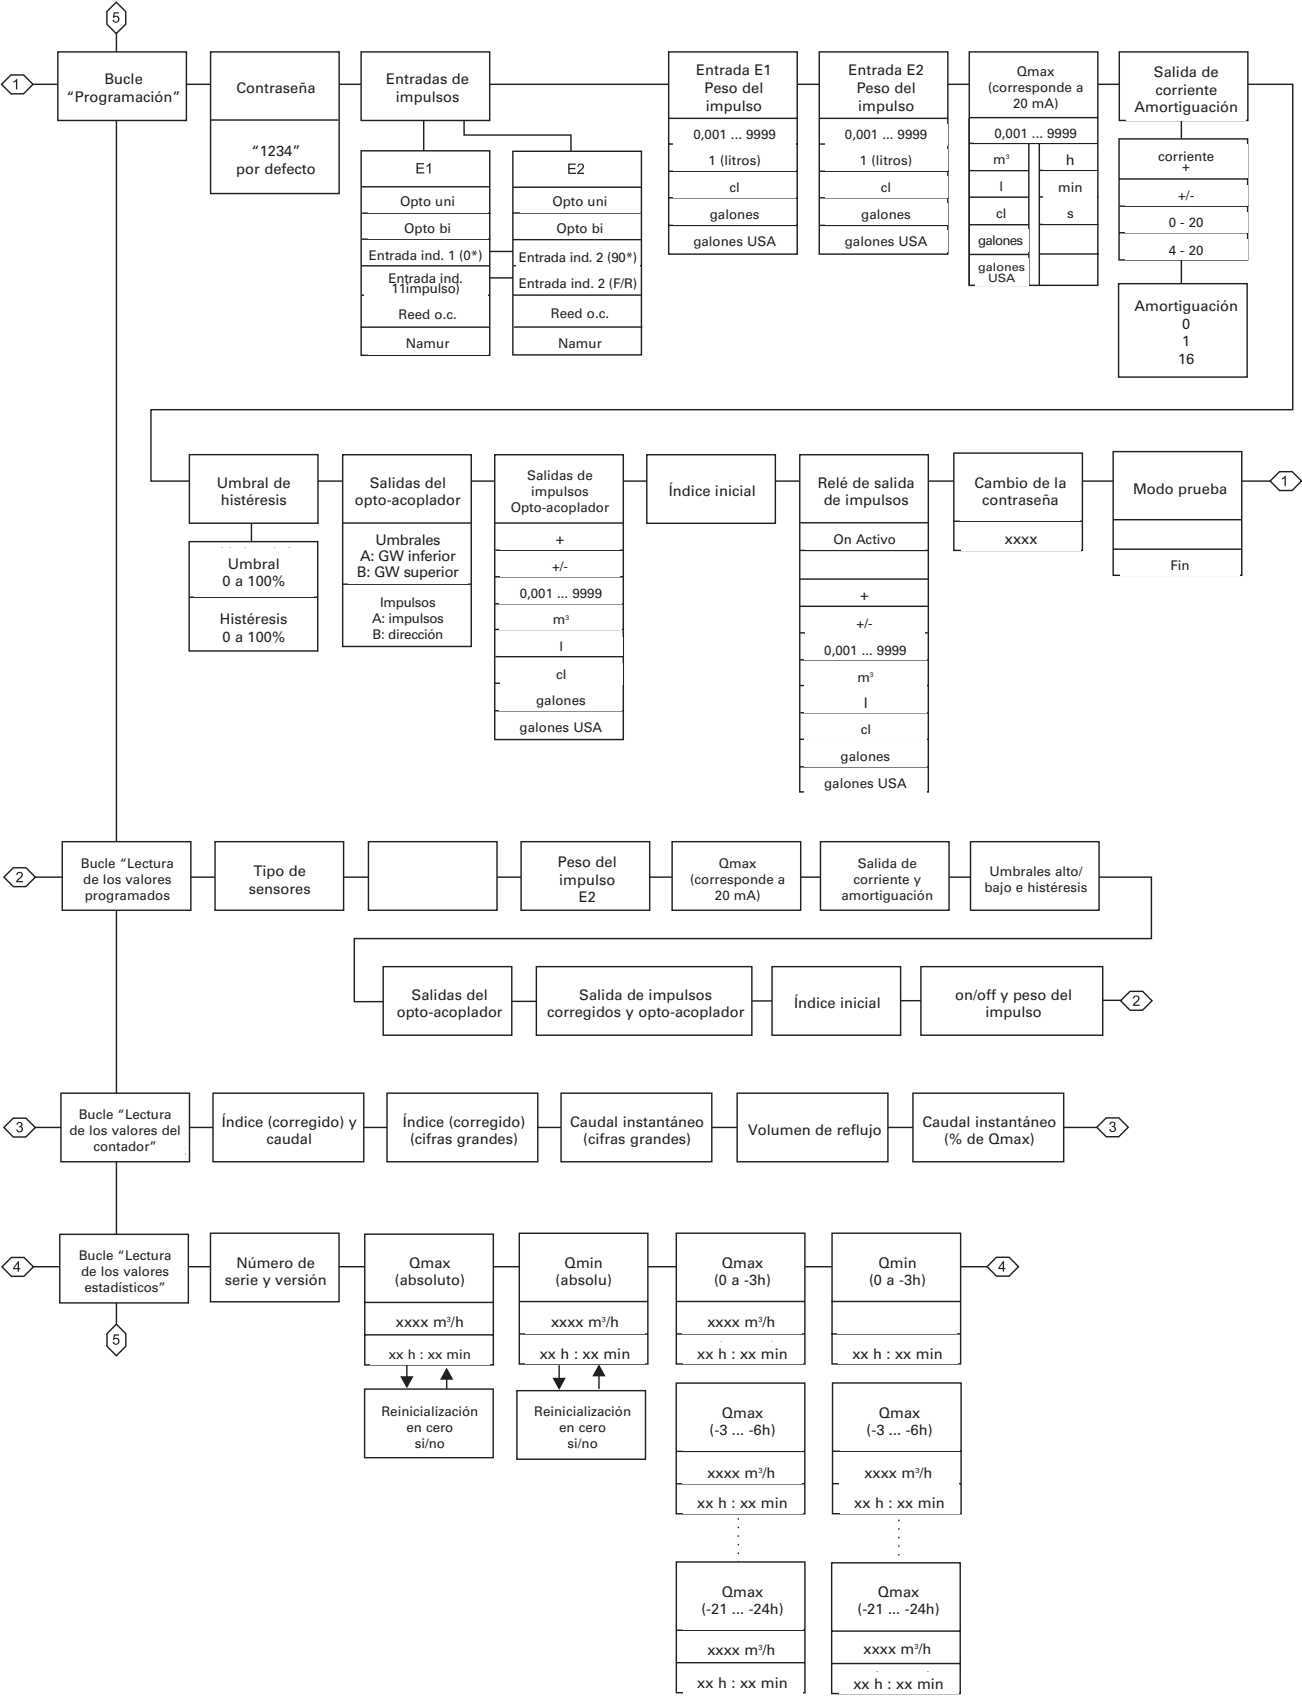 5
1
Bucle
“Programación”
Contraseña
“1234”
por defecto
Entradas de
impulsos
E1
Opto uni
Opto bi
Entrada ind. 1 (0*)
Entrada ind.
11impulso)
Reed o.c.
Namur
E2
Opto uni
Opto bi
Entrada ind. 2 (90*)
Entrada ind. 2 (F/R)
Reed o.c.
Namur
Entrada E1
Peso del
impulso
0,001 ... 9999
1 (litros)
cl
galones
galones USA
Entrada E2
Peso del
impulso
0,001 ... 9999
1 (litros)
cl
galones
galones USA
Qmax
(corresponde a
20 mA)
0,001 ... 9999
m³
l
cl
galones
galones
USA
h
min
s
Salida de
corriente
Amortiguación
corriente
+
+/-
0 - 20
4 - 20
Amortiguación
0
1
16
Umbral de
histéresis
Umbral
0 a 100%
Histéresis
0 a 100%
Salidas del
opto-acoplador
Umbrales
A: GW inferior
B: GW superior
Impulsos
A: impulsos
B: dirección
Salidas de
impulsos
Opto-acoplador
+
+/-
0,001 ... 9999
m³
l
cl
galones
galones USA
Índice inicial
Relé de salida
de impulsos
On Activo
+
+/-
0,001 ... 9999
m³
l
cl
galones
galones USA
Cambio de la
contraseña
xxxx
Modo prueba
Fin
1
2
Bucle “Lectura
de los valores
programados
Tipo de
sensores
Peso del
impulso
E2
Qmax
(corresponde a
20 mA)
Salida de
corriente y
amortiguación
Umbrales alto/
bajo e histéresis
Salidas del
opto-acoplador
Salida de impulsos
corregidos y opto-acoplador
Índice inicial
on/off y peso del
impulso
2
3
Bucle “Lectura
de los valores del
contador”
Índice (corregido) y
caudal
Índice (corregido)
(cifras grandes)
Caudal instantáneo
(cifras grandes)
Volumen de reflujo
Caudal instantáneo
(% de Qmax)
3
4
Bucle “Lectura
de los valores
estadísticos”
5
Número de
serie y versión
Qmax
(absoluto)
xxxx m³/h
xx h : xx min
Reinicialización
en cero
si/no
Qmin
(absolu)
xxxx m³/h
xx h : xx min
Reinicialización
en cero
si/no
Qmax
(0 a -3h)
xxxx m³/h
xx h : xx min
Qmin
(0 a -3h)
xx h : xx min
4
Qmax
(-3 ... -6h)
xxxx m³/h
xx h : xx min
Qmax
(-3 ... -6h)
xxxx m³/h
xx h : xx min
Qmax
(-21 ... -24h)
xxxx m³/h
xx h : xx min
Qmax
(-21 ... -24h)
xxxx m³/h
xx h : xx min